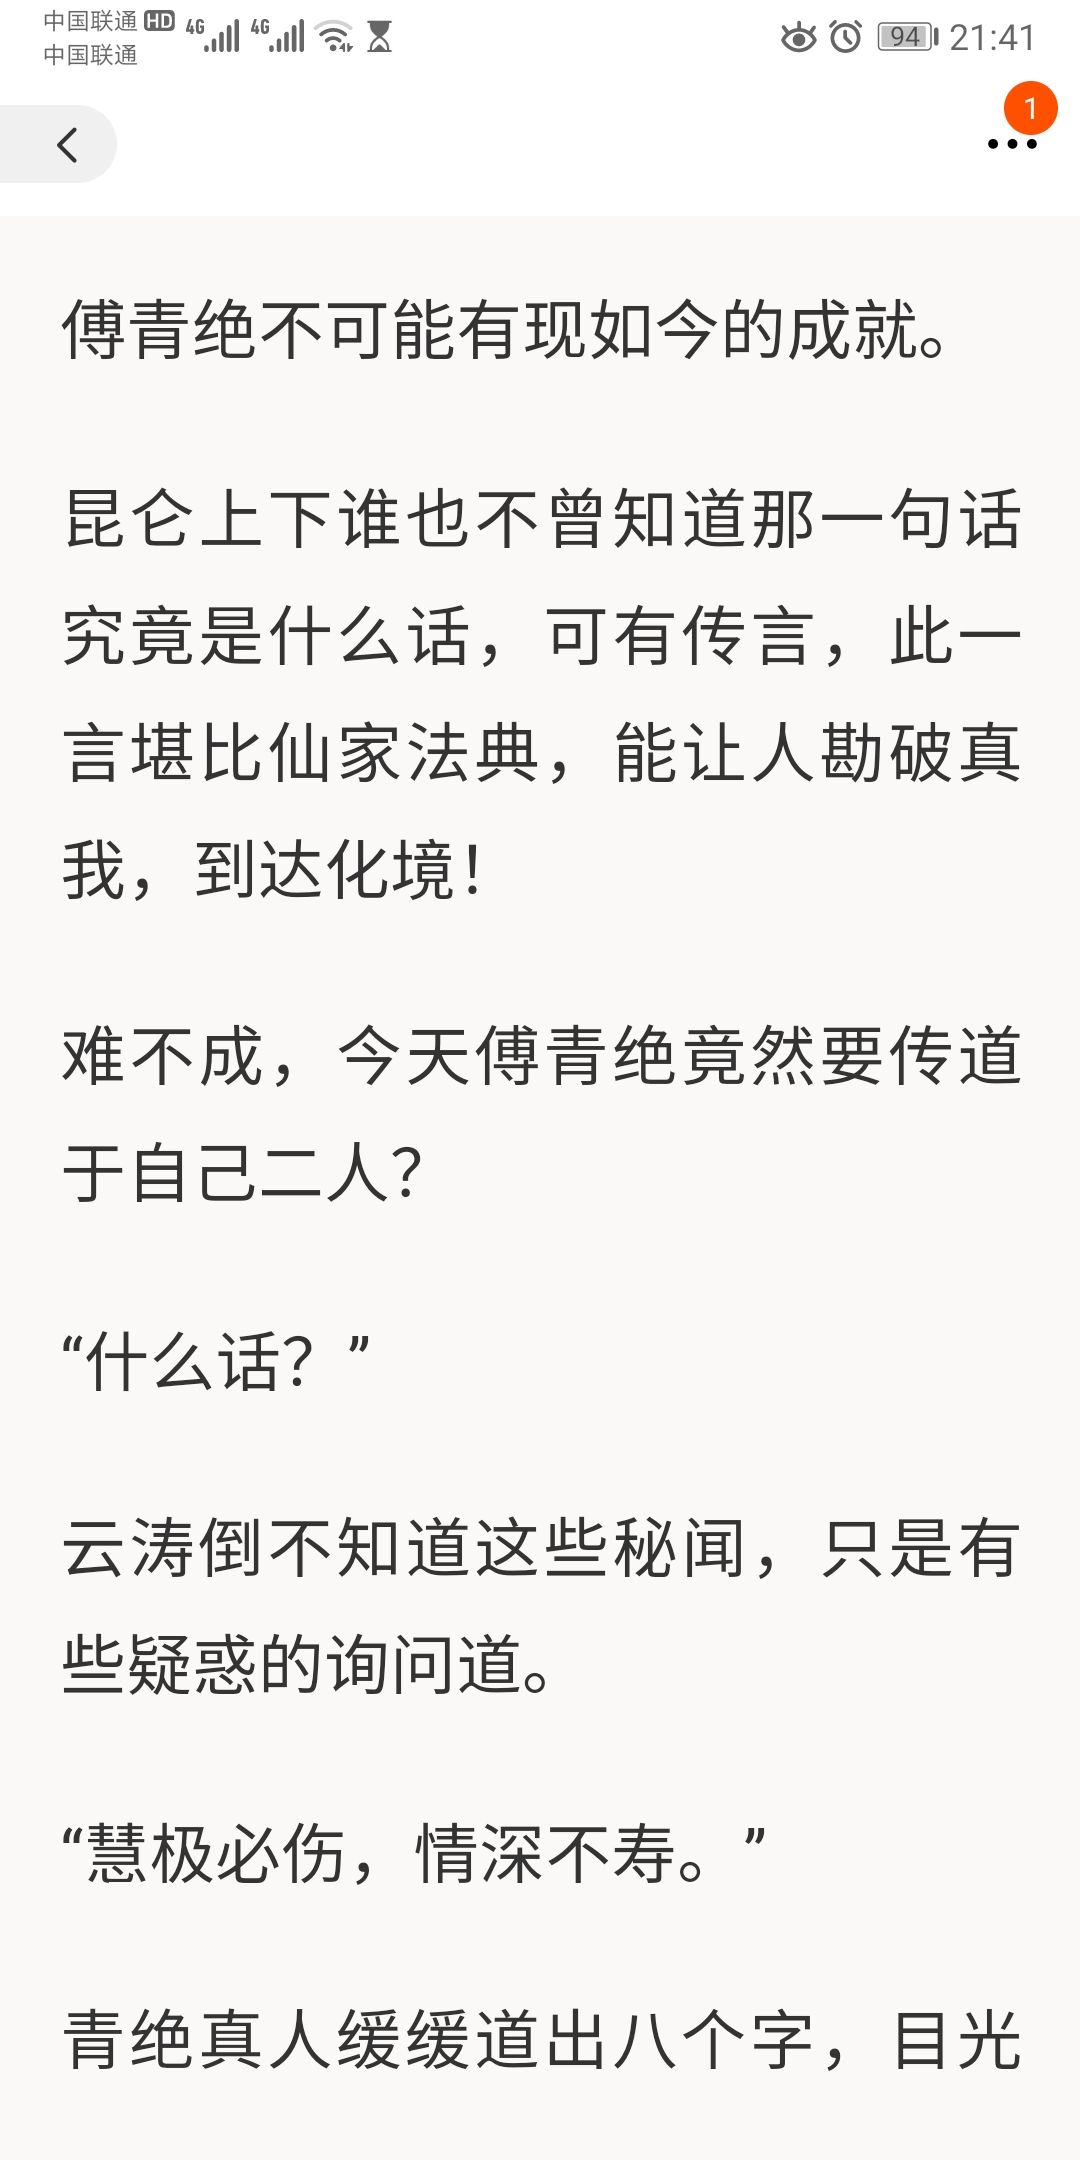 中国联通 HD 4G 4G 94 21:41
中国联通
1
傅青绝不可能有现如今的成就。
昆仑上下谁也不曾知道那一句话
究竟是什么话，可有传言，此一
言堪比仙家法典，能让人勘破真
我，到达化境！
难不成，今天傅青绝竟然要传道
于自己二人？
“什么话？”
云涛倒不知道这些秘闻，只是有
些疑惑的询问道。
“慧极必伤，情深不寿。”
青绝真人缓缓道出八个字，目光